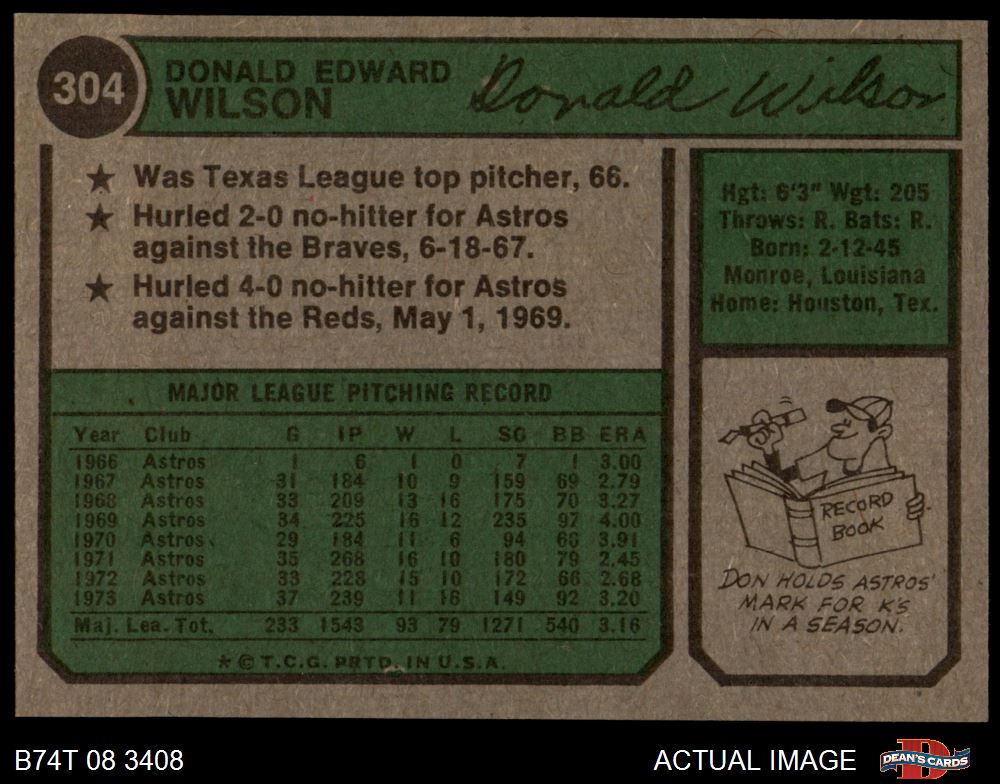 304
DONALD EDWARD
WILSON
Donald Wilson
★ Was Texas League top pitcher, 66.
★ Hurled 2-0 no-hitter for Astros
against the Braves, 6-18-67.
★ Hurled 4-0 no-hitter for Astros
against the Reds, May 1, 1969.
Hgt: 6'3" Wgt: 205
Throws: R. Bats: R.
Born: 2-12-45
Monroe, Louisiana
Home: Houston, Tex.
MAJOR LEAGUE PITCHING RECORD
Year Club G IP W L SO BB ERA
1966 Astros 1 6 1 0 7 1 3.00
1967 Astros 31 184 10 9 159 69 2.79
1968 Astros 33 209 13 16 175 70 3.27
1969 Astros 34 225 16 12 235 97 4.00
1970 Astros 29 184 11 6 94 66 3.91
1971 Astros 35 268 16 10 180 79 2.45
1972 Astros 33 228 15 10 172 66 2.68
1973 Astros 37 239 11 16 149 92 3.20
Maj. Lea. Tot. 233 1543 93 79 1271 540 3.16
★ © T.C.G. PRTD. IN U.S.A.
RECORD
BOOK
DON HOLDS ASTROS'
MARK FOR K'S
IN A SEASON.
B74T 08 3408
ACTUAL IMAGE
DEAN'S CARDS